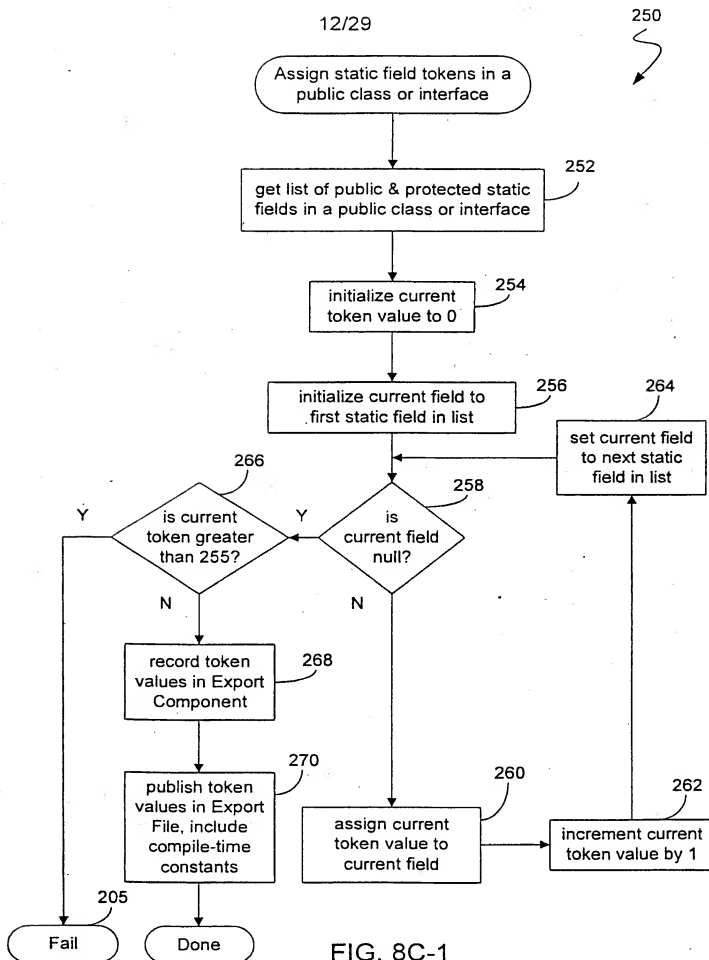 12/29
250
Assign static field tokens in a
public class or interface
252
get list of public & protected static
fields in a public class or interface
254
initialize current
token value to 0
256
initialize current field to
first static field in list
264
set current field
to next static
field in list
266
is current
token greater
than 255?
Y
Y
258
is
current field
null?
N
N
record token
values in Export
Component
268
270
publish token
values in Export
File, include
compile-time
constants
260
assign current
token value to
current field
262
increment current
token value by 1
205
Fail
Done
FIG. 8C-1